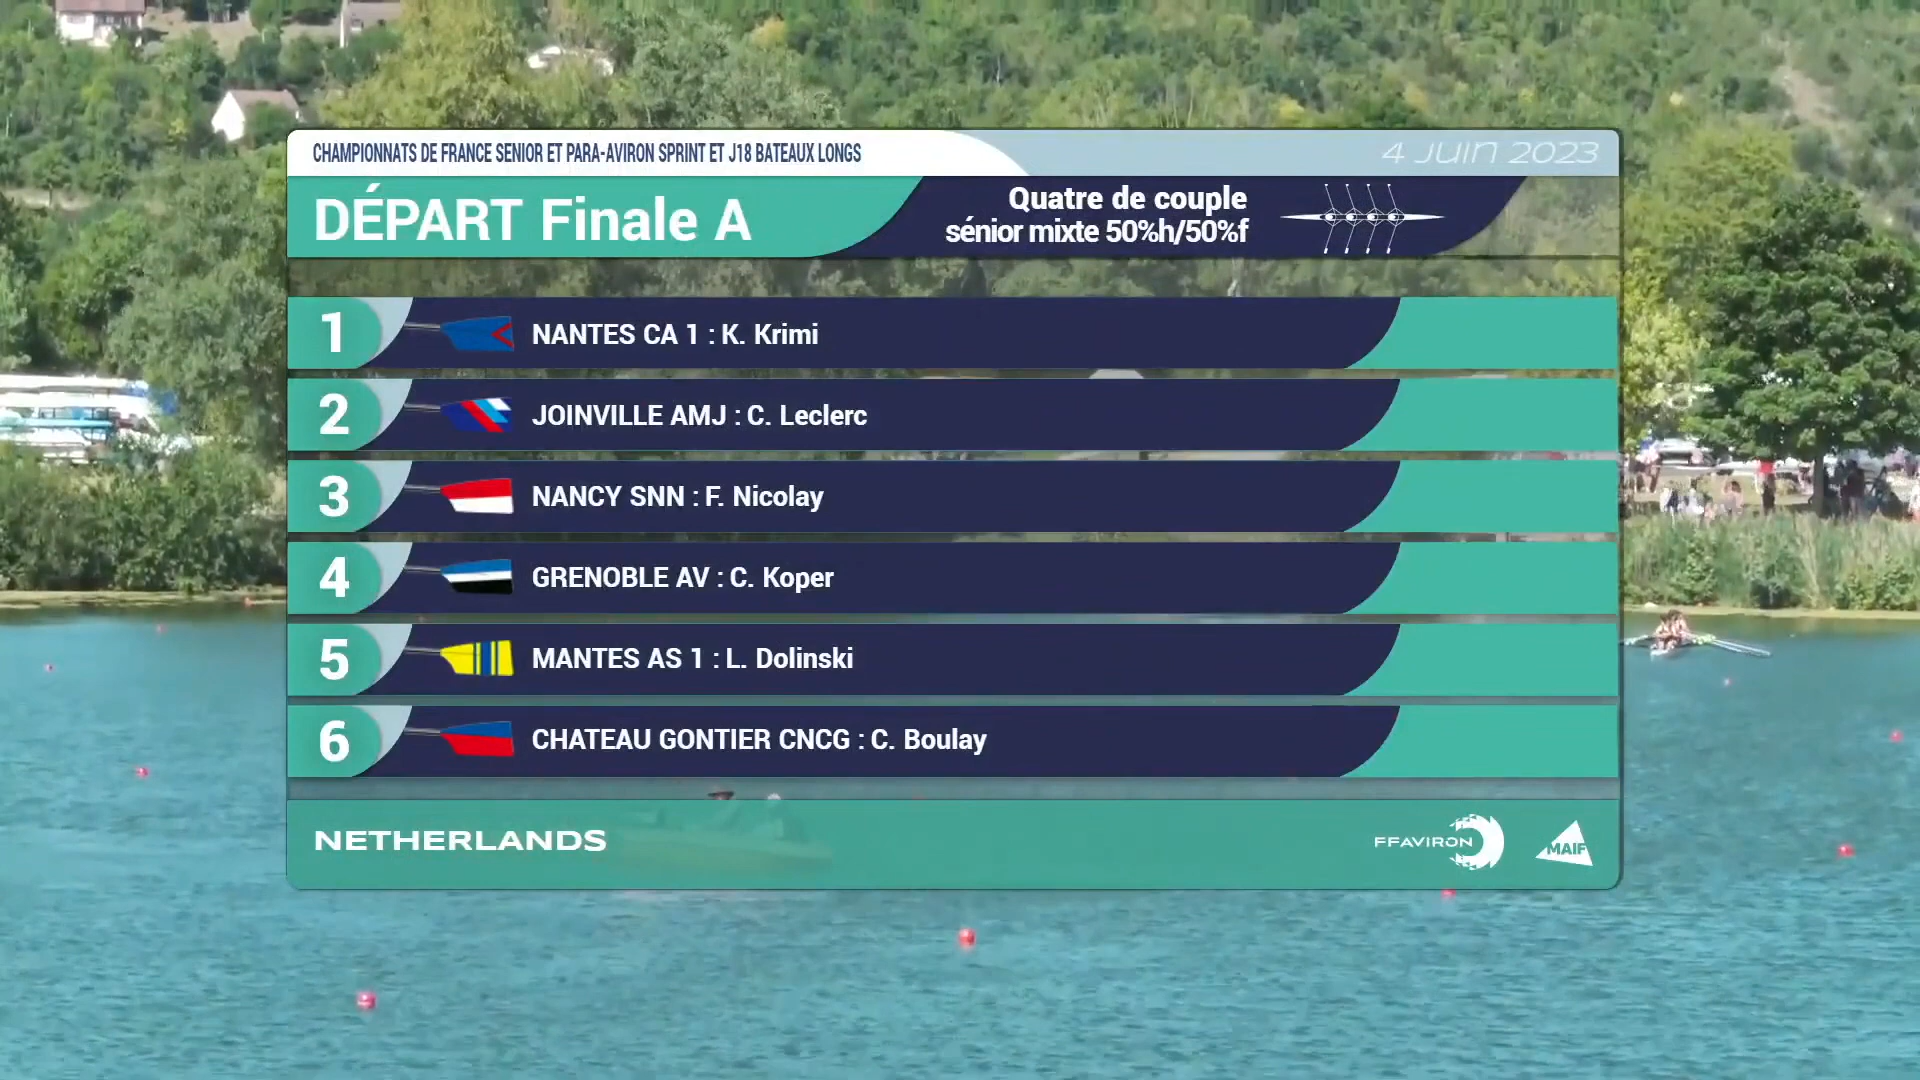 CHAMPIONNATS DE FRANCE SENIOR ET PARA-AVIRON SPRINT ET J18 BATEAUX LONGS
4 JUIN 2023
DÉPART Finale A
Quatre de couple
sénior mixte 50%h/50%f
1 NANTES CA 1 : K. Krimi
2 JOINVILLE AMJ : C. Leclerc
3 NANCY SNN : F. Nicolay
4 GRENOBLE AV : C. Koper
5 MANTES AS 1 : L. Dolinski
6 CHATEAU GONTIER CNCG : C. Boulay
NETHERLANDS
FFAVIRON
MAIF